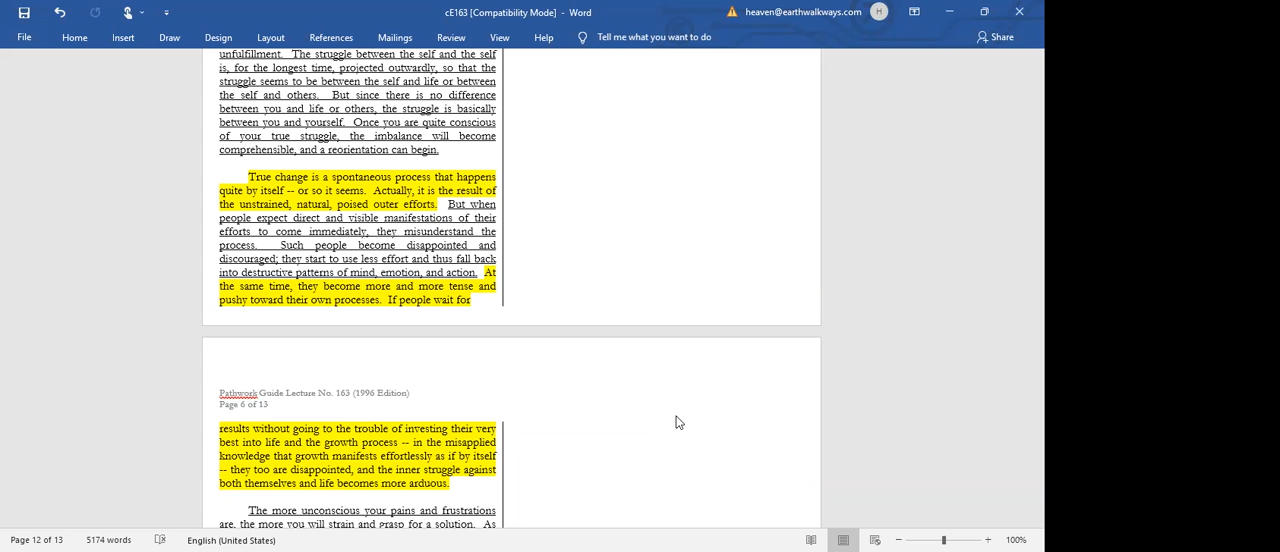 cE163 [Compatibility Mode] - Word
heaven@earthwalkways.com
H
File Home Insert Draw Design Layout References Mailings Review View Help Tell me what you want to do Share
unfulfillment. The struggle between the self and the self
is, for the longest time, projected outwardly, so that the
struggle seems to be between the self and life or between
the self and others. But since there is no difference
between you and life or others, the struggle is basically
between you and yourself. Once you are quite conscious
of your true struggle, the imbalance will become
comprehensible, and a reorientation can begin.
True change is a spontaneous process that happens
quite by itself -- or so it seems. Actually, it is the result of
the unstrained, natural, poised outer efforts. But when
people expect direct and visible manifestations of their
efforts to come immediately, they misunderstand the
process. Such people become disappointed and
discouraged; they start to use less effort and thus fall back
into destructive patterns of mind, emotion, and action. At
the same time, they become more and more tense and
pushy toward their own processes. If people wait for
Pathwork Guide Lecture No. 163 (1996 Edition)
Page 6 of 13
results without going to the trouble of investing their very
best into life and the growth process -- in the misapplied
knowledge that growth manifests effortlessly as if by itself
-- they too are disappointed, and the inner struggle against
both themselves and life becomes more arduous.
The more unconscious your pains and frustrations
are, the more you will strain and grasp for a solution. As
Page 12 of 13 5174 words English (United States) 100%